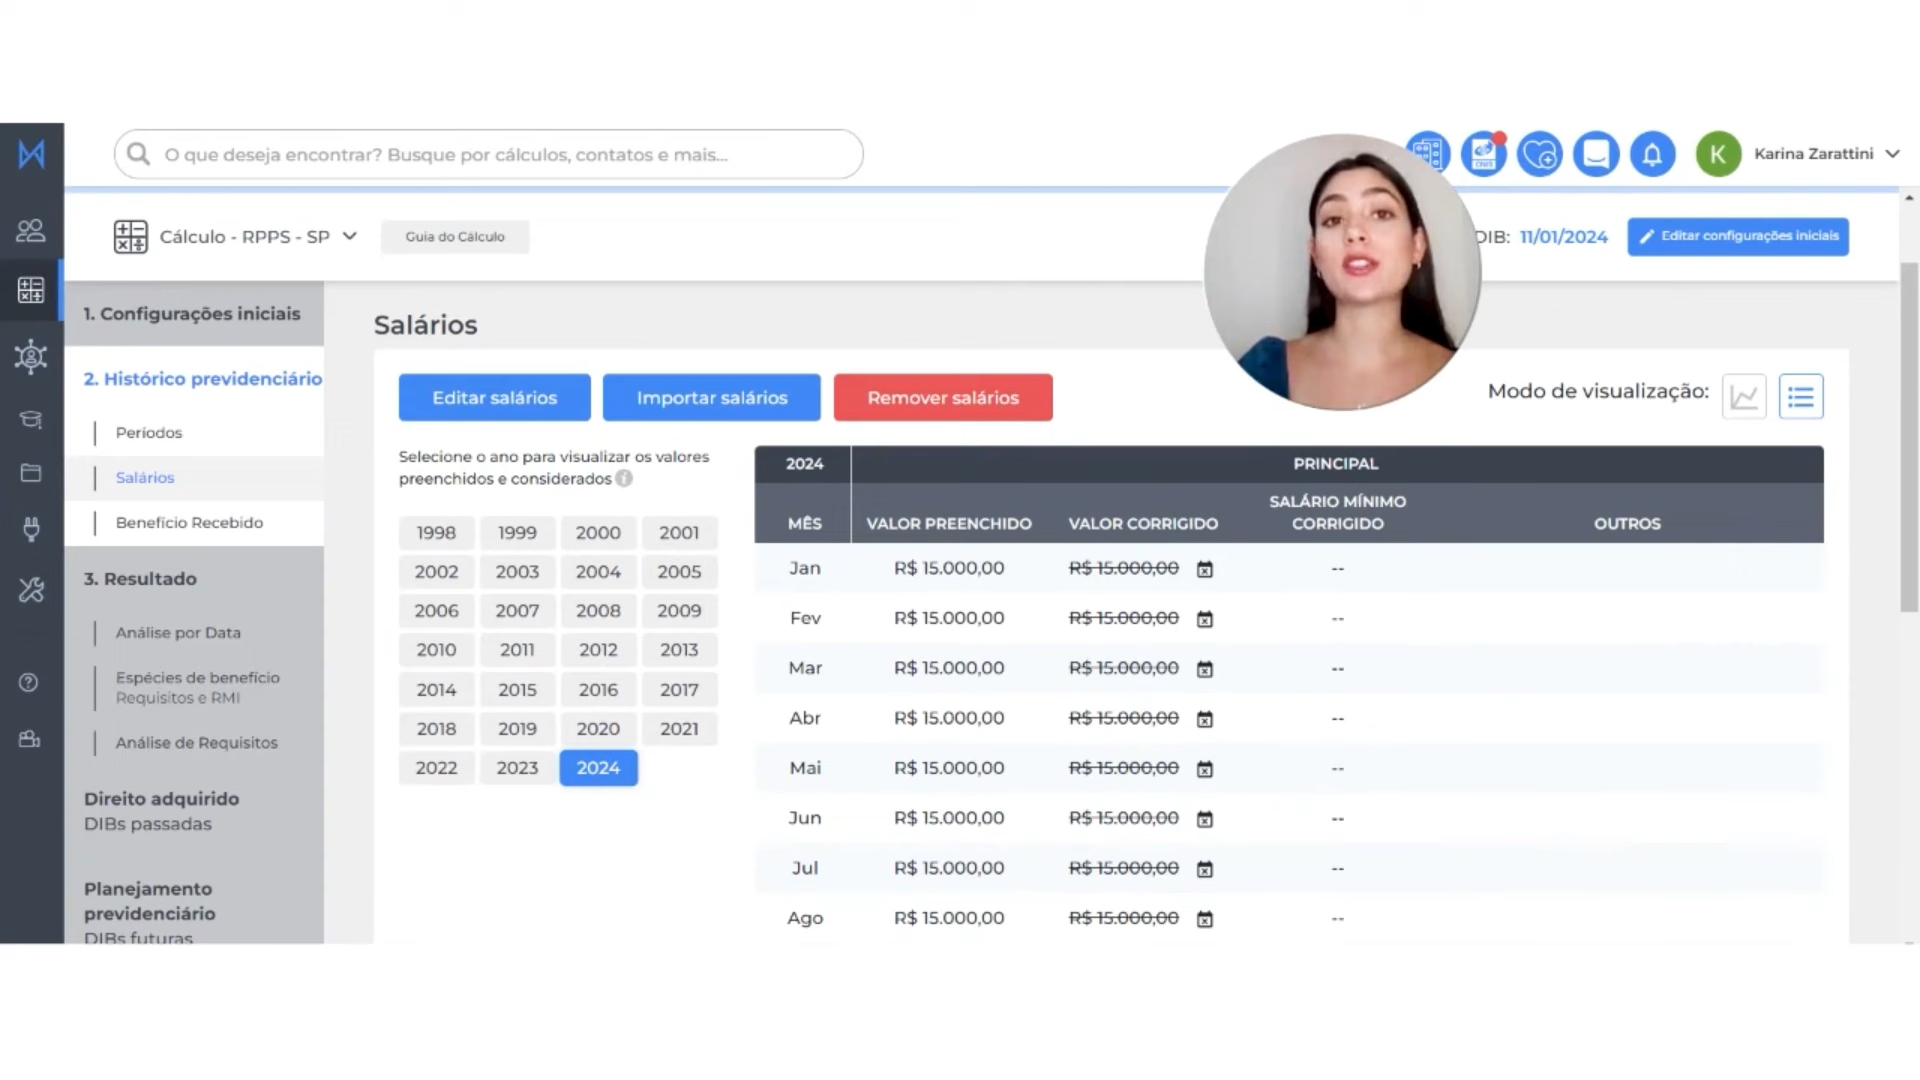 O que deseja encontrar? Busque por cálculos, contatos e mais...
CNIS
K
Karina Zarattini
Cálculo - RPPS - SP
Guia do Cálculo
DIB: 11/01/2024
Editar configurações iniciais
1. Configurações iniciais
2. Histórico previdenciário
Períodos
Salários
Benefício Recebido
3. Resultado
Análise por Data
Espécies de benefício
Requisitos e RMI
Análise de Requisitos
Direito adquirido
DIBs passadas
Planejamento
previdenciário
DIBs futuras
Salários
Editar salários
Importar salários
Remover salários
Modo de visualização:
Selecione o ano para visualizar os valores
preenchidos e considerados i
1998 1999 2000 2001
2002 2003 2004 2005
2006 2007 2008 2009
2010 2011 2012 2013
2014 2015 2016 2017
2018 2019 2020 2021
2022 2023 2024
2024 PRINCIPAL
MÊS VALOR PREENCHIDO VALOR CORRIGIDO SALÁRIO MÍNIMO CORRIGIDO OUTROS
Jan R$ 15.000,00 R$ 15.000,00 --
Fev R$ 15.000,00 R$ 15.000,00 --
Mar R$ 15.000,00 R$ 15.000,00 --
Abr R$ 15.000,00 R$ 15.000,00 --
Mai R$ 15.000,00 R$ 15.000,00 --
Jun R$ 15.000,00 R$ 15.000,00 --
Jul R$ 15.000,00 R$ 15.000,00 --
Ago R$ 15.000,00 R$ 15.000,00 --